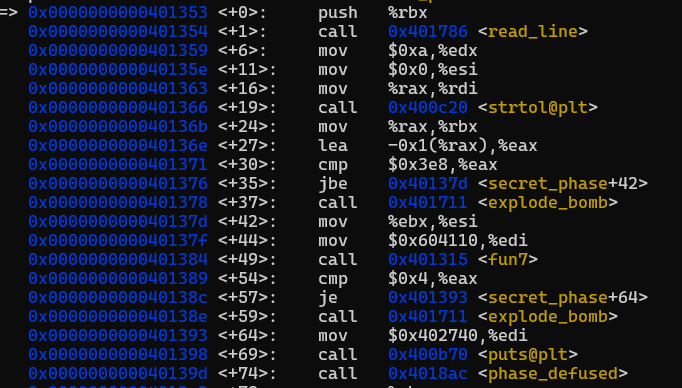 => 0x0000000000401353 <+0>: push %rbx
0x0000000000401354 <+1>: call 0x401786 <read_line>
0x0000000000401359 <+6>: mov $0xa,%edx
0x000000000040135e <+11>: mov $0x0,%esi
0x0000000000401363 <+16>: mov %rax,%rdi
0x0000000000401366 <+19>: call 0x400c20 <strtol@plt>
0x000000000040136b <+24>: mov %rax,%rbx
0x000000000040136e <+27>: lea -0x1(%rax),%eax
0x0000000000401371 <+30>: cmp $0x3e8,%eax
0x0000000000401376 <+35>: jbe 0x40137d <secret_phase+42>
0x0000000000401378 <+37>: call 0x401711 <explode_bomb>
0x000000000040137d <+42>: mov %ebx,%esi
0x000000000040137f <+44>: mov $0x604110,%edi
0x0000000000401384 <+49>: call 0x401315 <fun7>
0x0000000000401389 <+54>: cmp $0x4,%eax
0x000000000040138c <+57>: je 0x401393 <secret_phase+64>
0x000000000040138e <+59>: call 0x401711 <explode_bomb>
0x0000000000401393 <+64>: mov $0x402740,%edi
0x0000000000401398 <+69>: call 0x400b70 <puts@plt>
0x000000000040139d <+74>: call 0x4018ac <phase_defused>